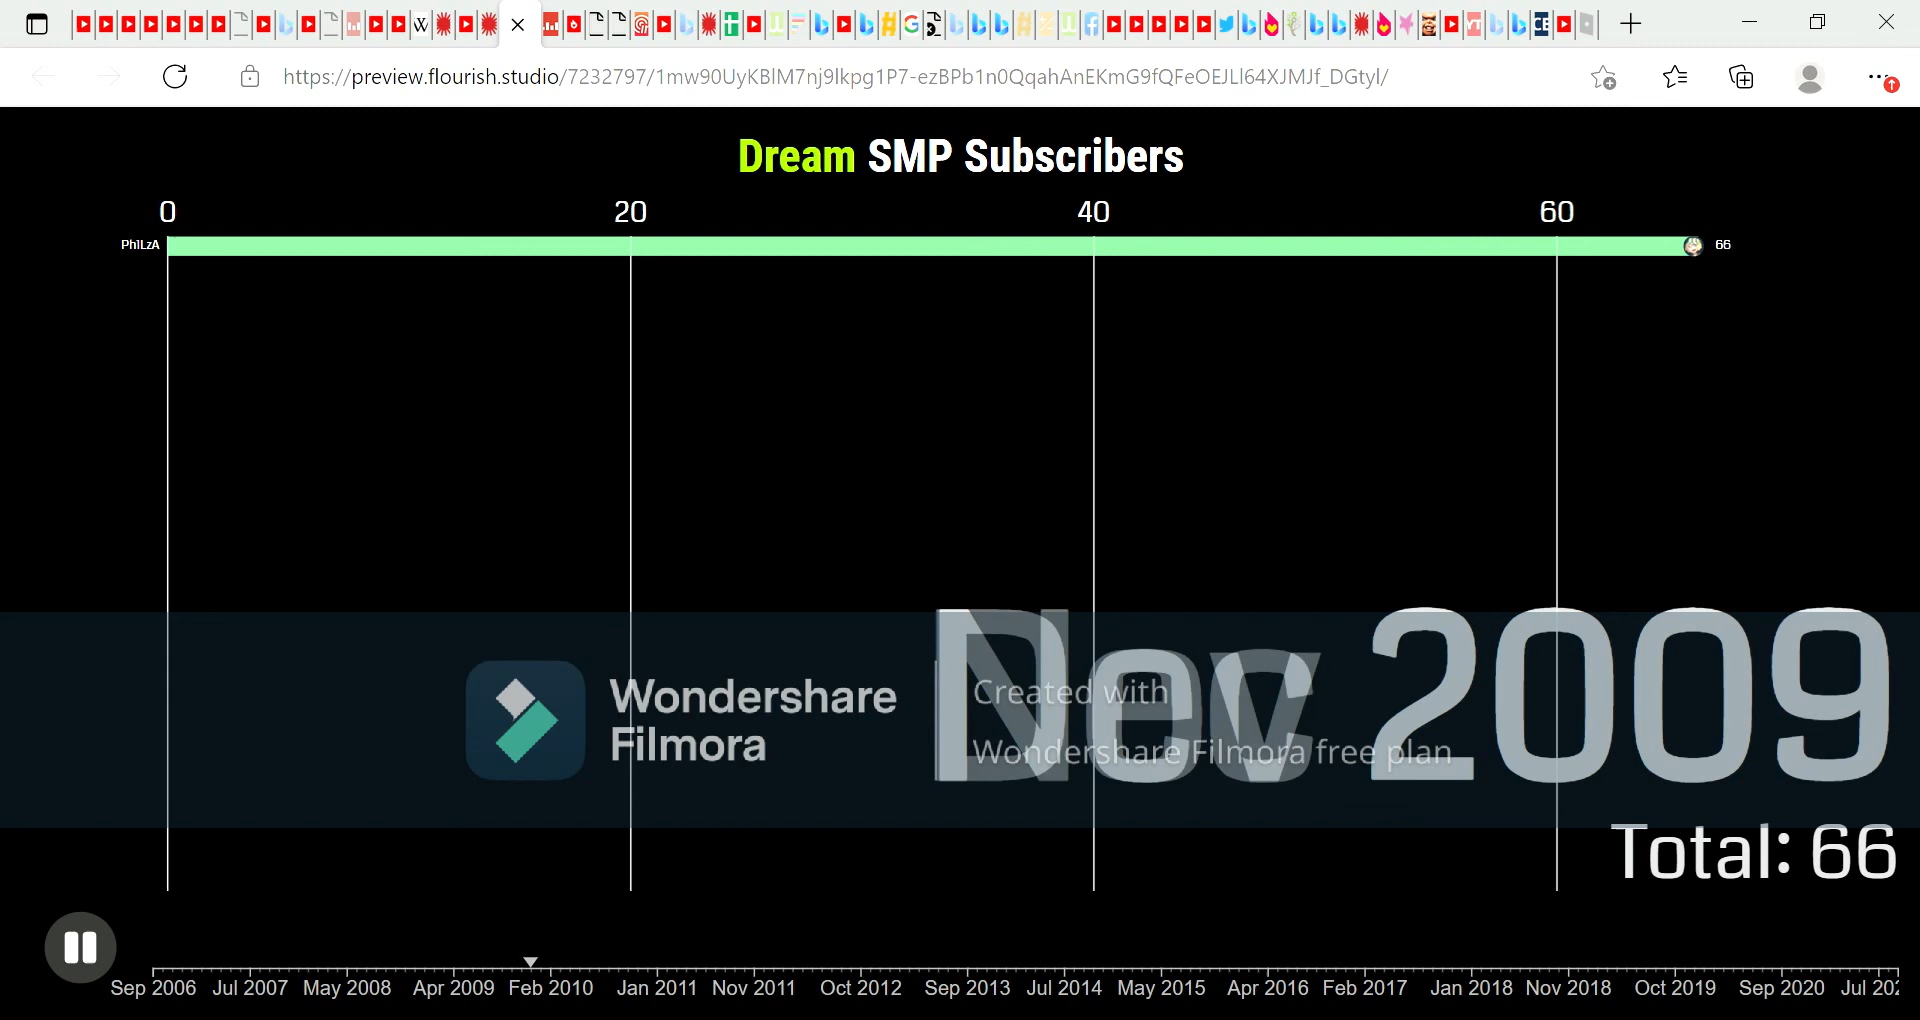 https://preview.flourish.studio/7232797/1mw90UyKBlM7nj9lkpg1P7-ezBPb1n0QqahAnEKmG9fQFeOEJLl64XJMJf_DGtyl/
Dream SMP Subscribers
0 20 40 60
Ph1LzA 66
2009
Wondershare
Filmora
Created with
Wondershare Filmora free plan
Total: 66
Sep 2006 Jul 2007 May 2008 Apr 2009 Feb 2010 Jan 2011 Nov 2011 Oct 2012 Sep 2013 Jul 2014 May 2015 Apr 2016 Feb 2017 Jan 2018 Nov 2018 Oct 2019 Sep 2020 Jul 202